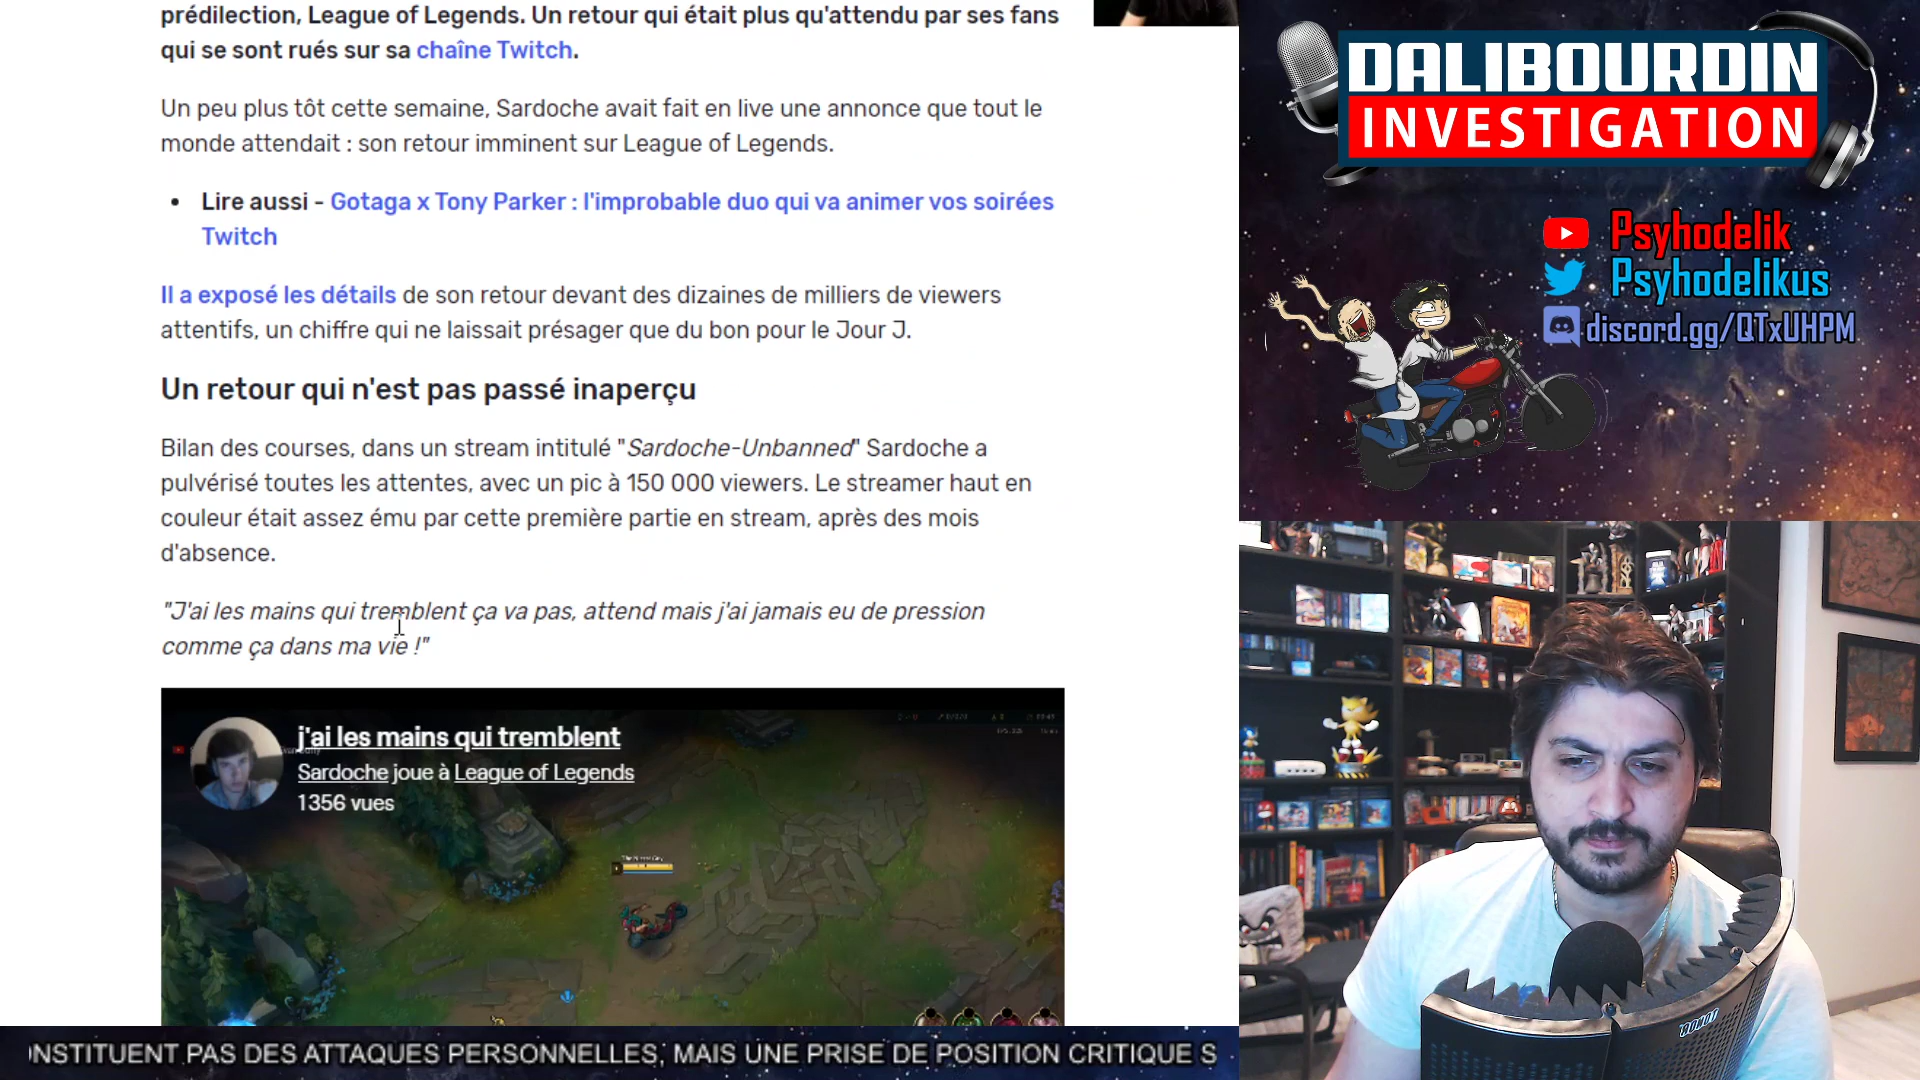 prédilection, League of Legends. Un retour qui était plus qu'attendu par ses fans
qui se sont rués sur sa chaîne Twitch.
Un peu plus tôt cette semaine, Sardoche avait fait en live une annonce que tout le
monde attendait : son retour imminent sur League of Legends.
• Lire aussi - Gotaga x Tony Parker : l'improbable duo qui va animer vos soirées
Twitch
Il a exposé les détails de son retour devant des dizaines de milliers de viewers
attentifs, un chiffre qui ne laissait présager que du bon pour le Jour J.
Un retour qui n'est pas passé inaperçu
Bilan des courses, dans un stream intitulé "Sardoche-Unbanned" Sardoche a
pulvérisé toutes les attentes, avec un pic à 150 000 viewers. Le streamer haut en
couleur était assez ému par cette première partie en stream, après des mois
d'absence.
"J'ai les mains qui tremblent ça va pas, attend mais j'ai jamais eu de pression
comme ça dans ma vie !"
j'ai les mains qui tremblent
Sardoche joue à League of Legends
1 356 vues
DALIBOURDIN
INVESTIGATION
Psyhodelik
Psyhodelikus
discord.gg/QTxUHPM
NSTITUENT PAS DES ATTAQUES PERSONNELLES, MAIS UNE PRISE DE POSITION CRITIQUE S